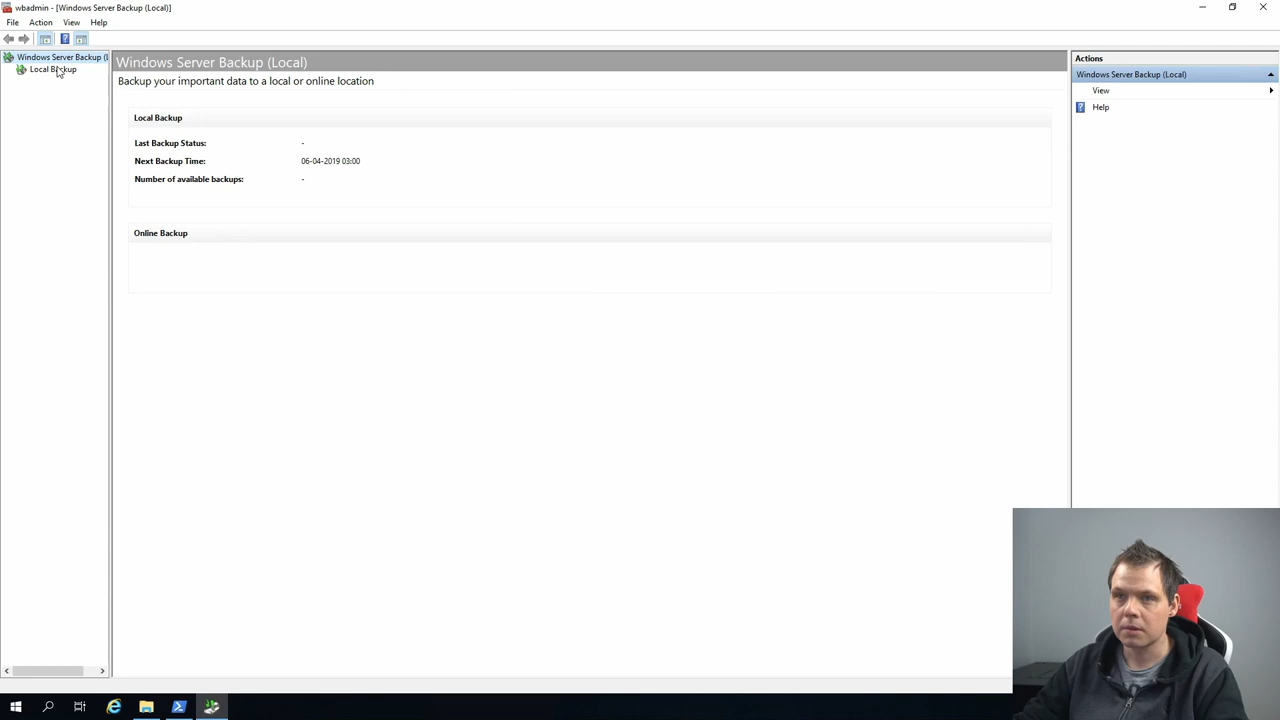 wbadmin - [Windows Server Backup (Local)]
File Action View Help
Windows Server Backup (L
Local Backup
Windows Server Backup (Local)
Backup your important data to a local or online location
Local Backup
Last Backup Status: -
Next Backup Time: 06-04-2019 03:00
Number of available backups: -
Online Backup
Actions
Windows Server Backup (Local)
View
Help